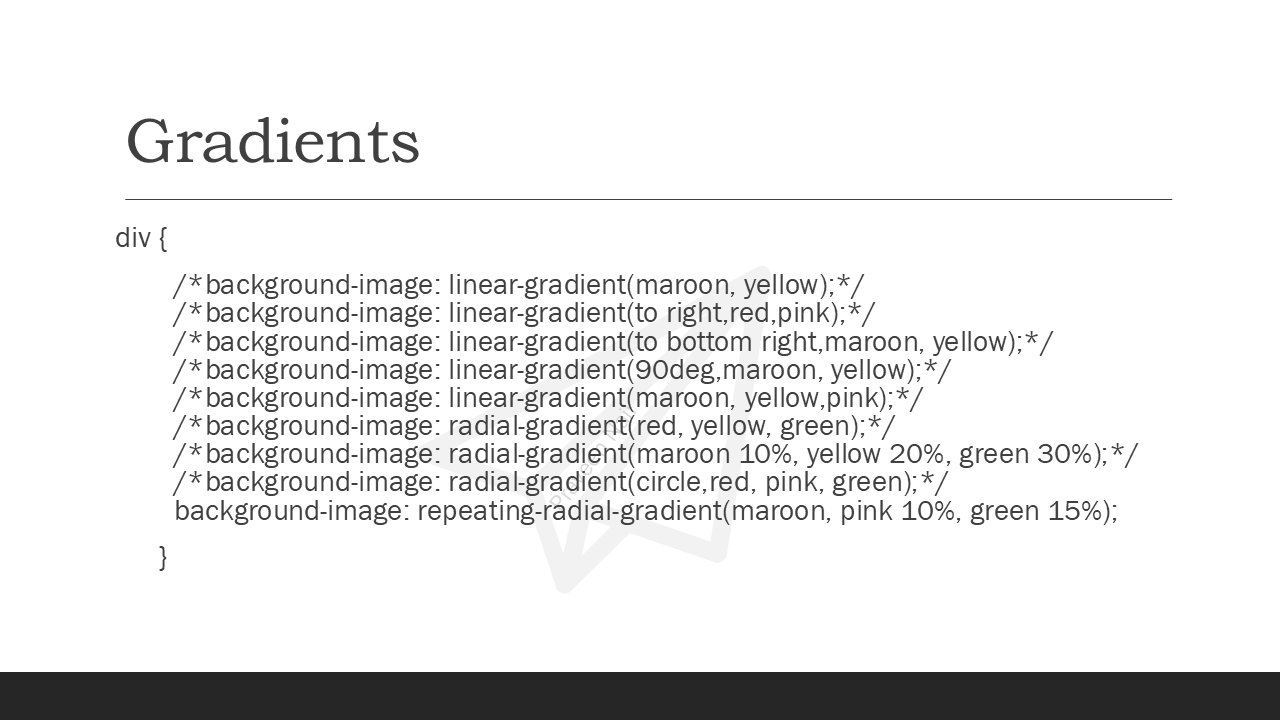 Gradients
div {
/*background-image: linear-gradient(maroon, yellow);*/
/*background-image: linear-gradient(to right,red,pink);*/
/*background-image: linear-gradient(to bottom right,maroon, yellow);*/
/*background-image: linear-gradient(90deg,maroon, yellow);*/
/*background-image: linear-gradient(maroon, yellow,pink);*/
/*background-image: radial-gradient(red, yellow, green);*/
/*background-image: radial-gradient(maroon 10%, yellow 20%, green 30%);*/
/*background-image: radial-gradient(circle,red, pink, green);*/
background-image: repeating-radial-gradient(maroon, pink 10%, green 15%);
}